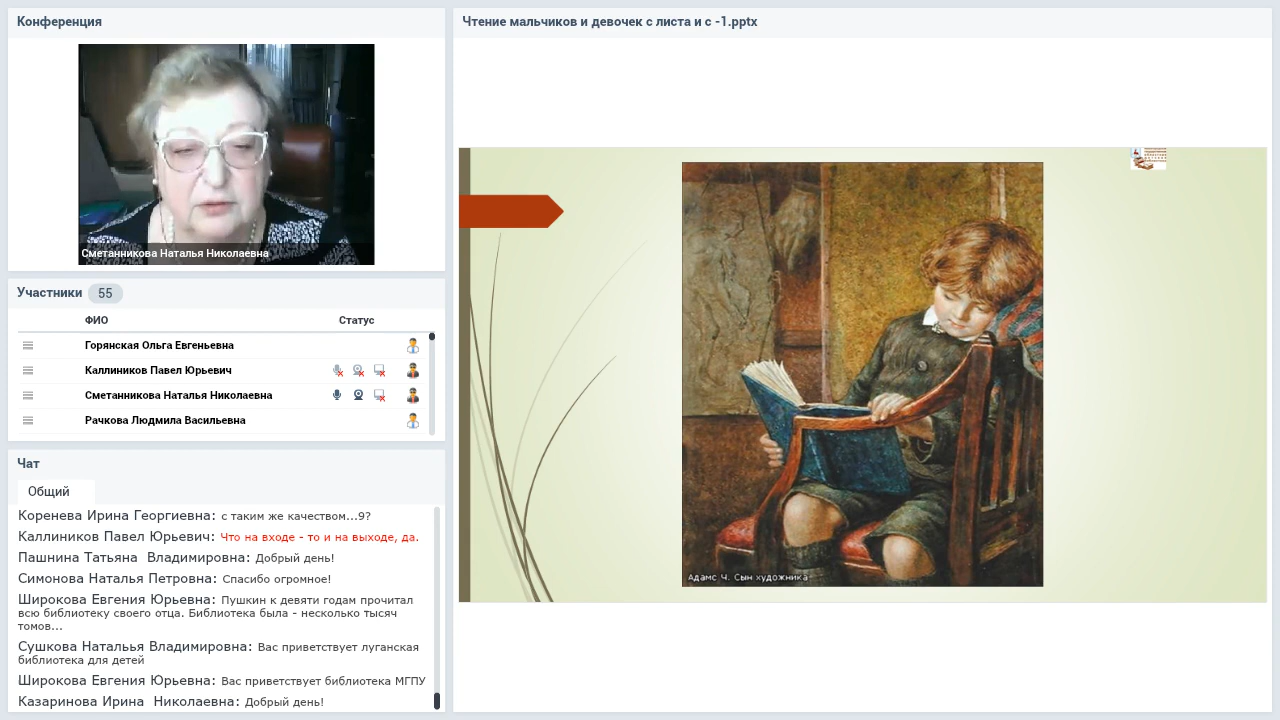 Конференция
Сметанникова Наталья Николаевна
Участники 55
ФИО Статус
Горянская Ольга Евгеньевна
Каллиников Павел Юрьевич
Сметанникова Наталья Николаевна
Рачкова Людмила Васильевна
Чат
Общий
Коренева Ирина Георгиевна: с таким же качеством...9?
Каллиников Павел Юрьевич: Что на входе - то и на выходе, да.
Пашнина Татьяна Владимировна: Добрый день!
Симонова Наталья Петровна: Спасибо огромное!
Широкова Евгения Юрьевна: Пушкин к девяти годам прочитал
всю библиотеку своего отца. Библиотека была - несколько тысяч
томов...
Сушкова Натальья Владимировна: Вас приветствует луганская
библиотека для детей
Широкова Евгения Юрьевна: Вас приветствует библиотека МГПУ
Казаринова Ирина Николаевна: Добрый день!
Чтение мальчиков и девочек с листа и с -1.pptx
Адамс Ч. Сын художника